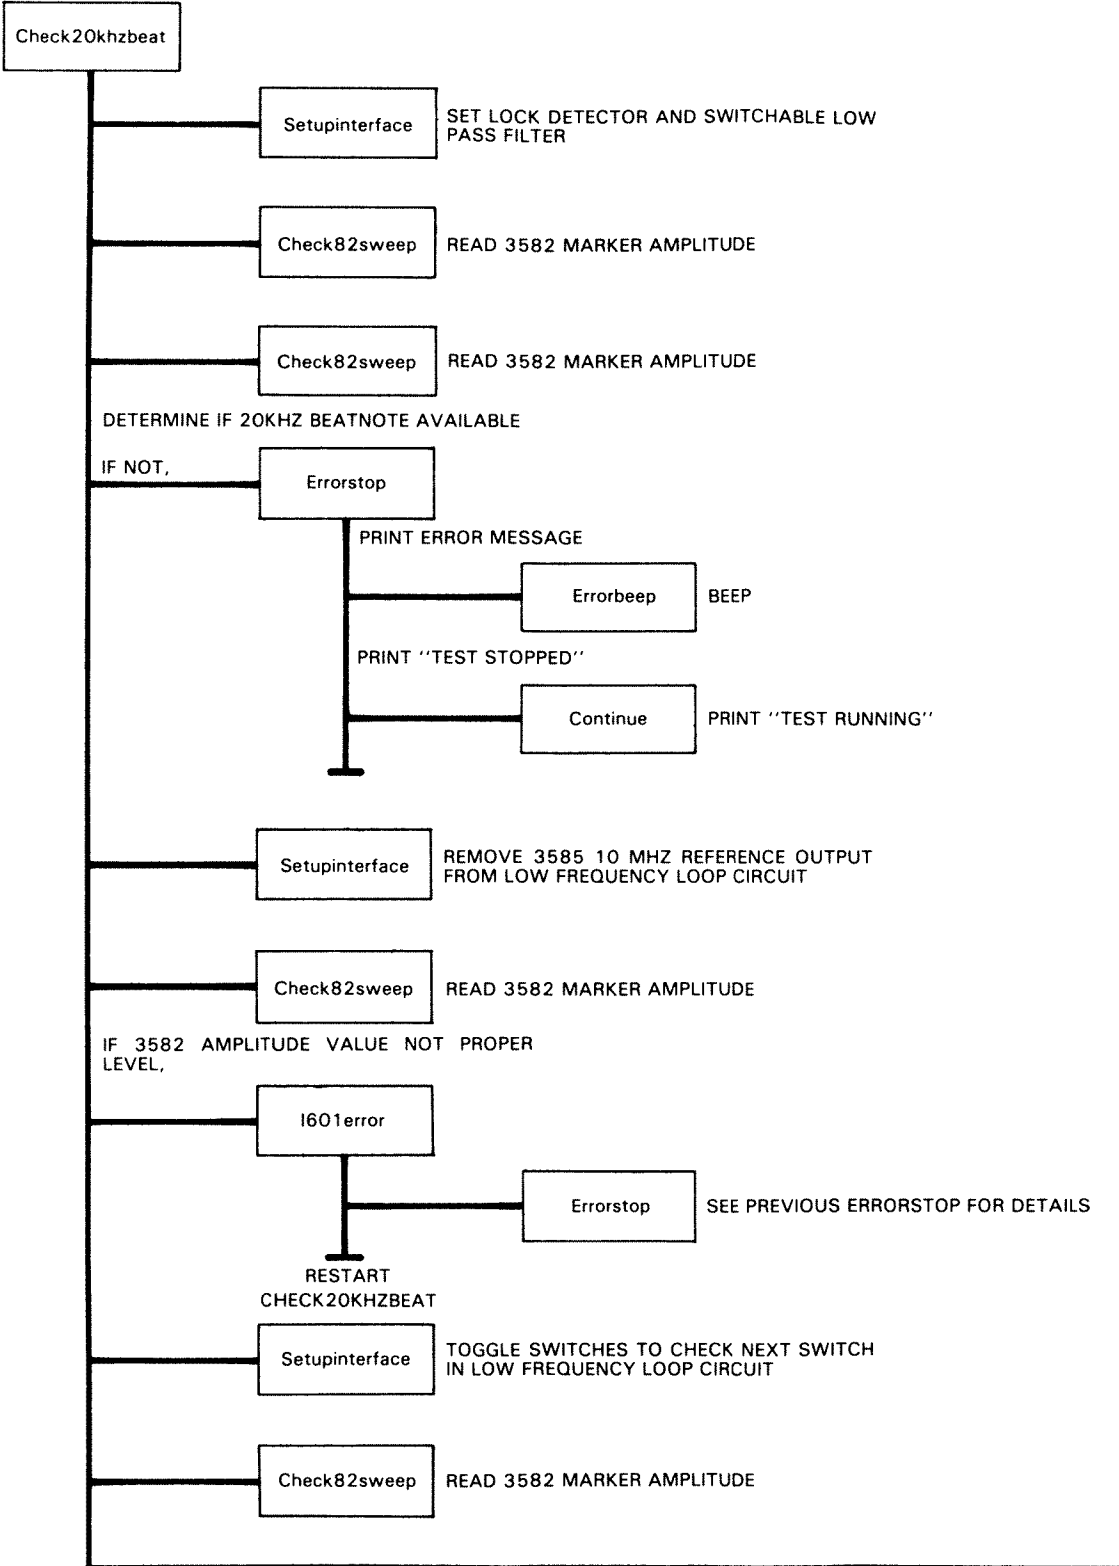 Check20khzbeat
Setupinterface
SET LOCK DETECTOR AND SWITCHABLE LOW
PASS FILTER
Check82sweep
READ 3582 MARKER AMPLITUDE
Check82sweep
READ 3582 MARKER AMPLITUDE
DETERMINE IF 20KHZ BEATNOTE AVAILABLE
IF NOT,
Errorstop
PRINT ERROR MESSAGE
Errorbeep
BEEP
PRINT ''TEST STOPPED''
Continue
PRINT ''TEST RUNNING''
Setupinterface
REMOVE 3585 10 MHZ REFERENCE OUTPUT
FROM LOW FREQUENCY LOOP CIRCUIT
Check82sweep
READ 3582 MARKER AMPLITUDE
IF 3582 AMPLITUDE VALUE NOT PROPER
LEVEL,
I601error
Errorstop
SEE PREVIOUS ERRORSTOP FOR DETAILS
RESTART
CHECK20KHZBEAT
Setupinterface
TOGGLE SWITCHES TO CHECK NEXT SWITCH
IN LOW FREQUENCY LOOP CIRCUIT
Check82sweep
READ 3582 MARKER AMPLITUDE